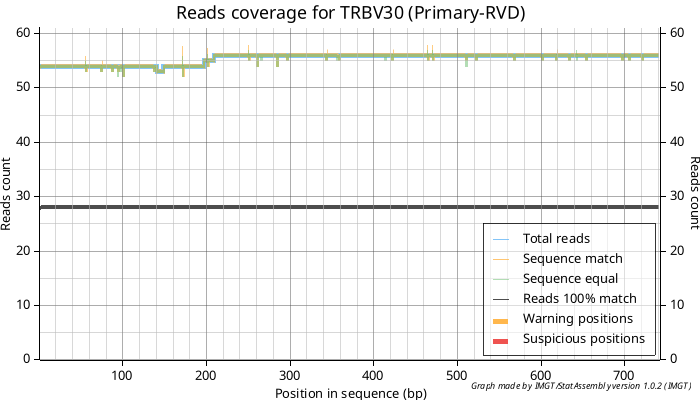 Reads coverage for TRBV30 (Primary-RVD)
60
50
40
30
20
10
0
Reads count
60
50
40
30
20
10
0
Reads count
Total reads
Sequence match
Sequence equal
Reads 100% match
Warning positions
Suspicious positions
100 200 300 400 500 600 700
Position in sequence (bp)
Graph made by IMGT/StatAssembly version 1.0.2 (IMGT)